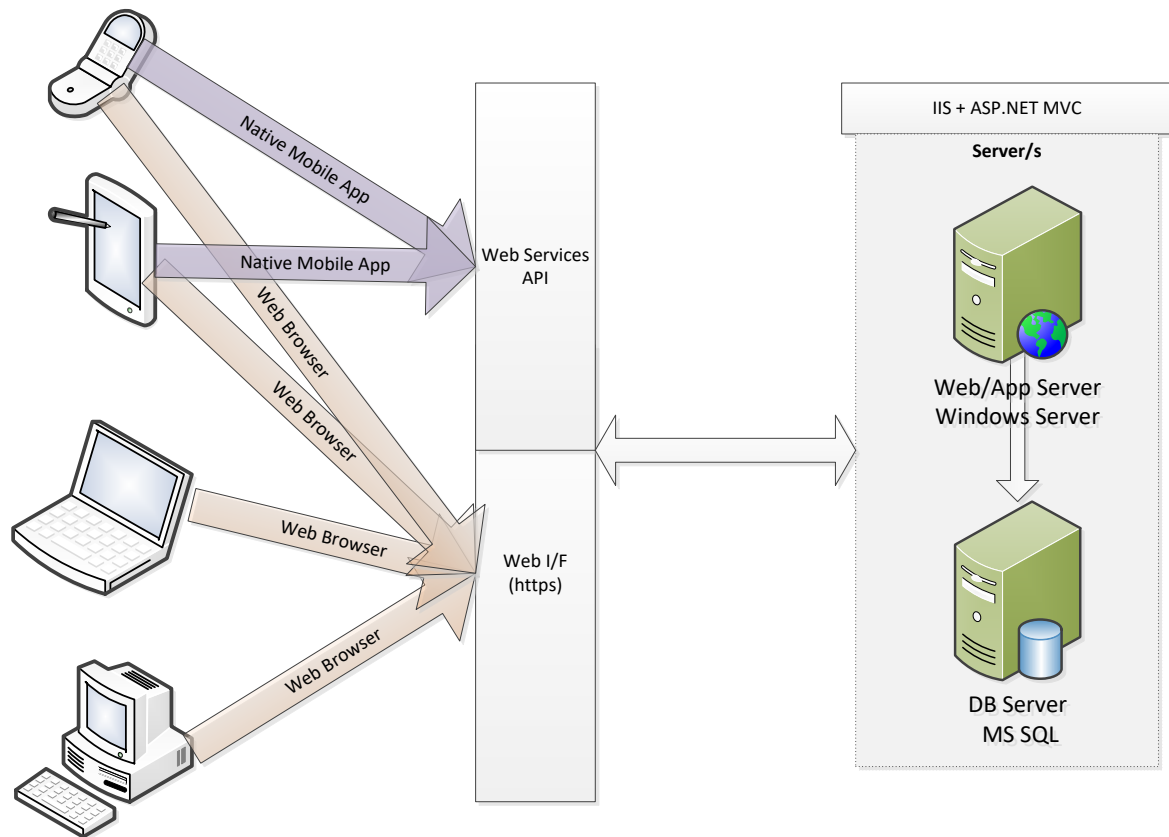 Native Mobile App
Native Mobile App
Web Browser
Web Browser
Web Browser
Web Browser
Web Services
API
Web I/F
(https)
IIS + ASP.NET MVC
Server/s
Web/App Server
Windows Server
DB Server
MS SQL